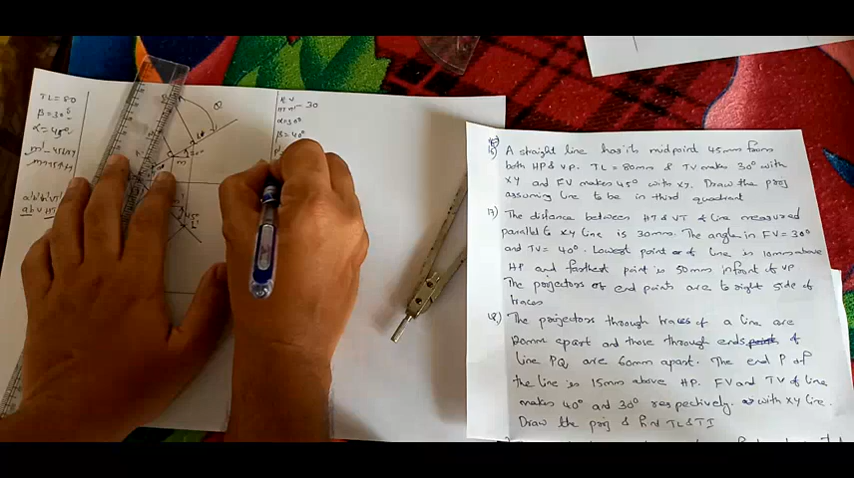 TL=80
β=30°
α=45°
30
α=30°
β=40°
16) A straight line has its midpoint 45mm from
both HP & VP. TL = 80mm & TV makes 30° with
xy and FV makes 45° with xy. Draw the proj
assuming line to be in third quadrant
17) The distance between HT & VT of line measured
parallel to xy line is 30mm. The angle in FV = 30°
and TV = 40°. Lowest point of line is 10mm above
HP and farthest point is 50mm infront of VP
The projectors of end points are to right side of
traces
18) The projectors through traces of a line are
120mm apart and those through ends of
line PQ are 60mm apart. The end P of
the line is 15mm above HP. FV and TV of line
makes 40° and 30° respectively with xy line.
Draw the proj & find TL & TI